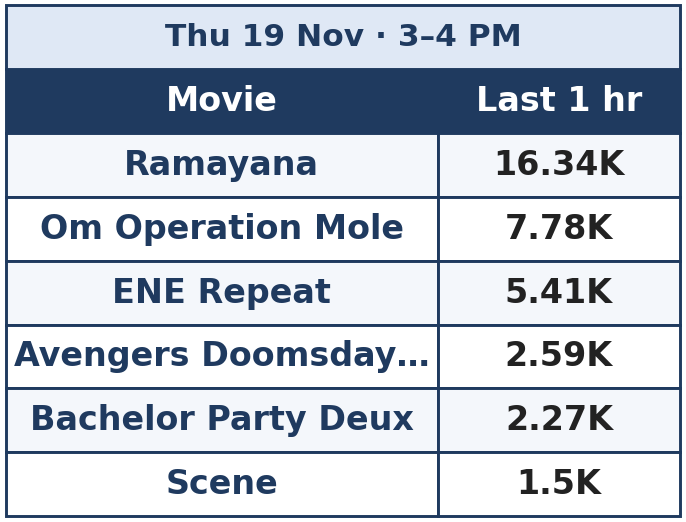 Thu 19 Nov · 3–4 PM
Movie Last 1 hr
Ramayana 16.34K
Om Operation Mole 7.78K
ENE Repeat 5.41K
Avengers Doomsday… 2.59K
Bachelor Party Deux 2.27K
Scene 1.5K